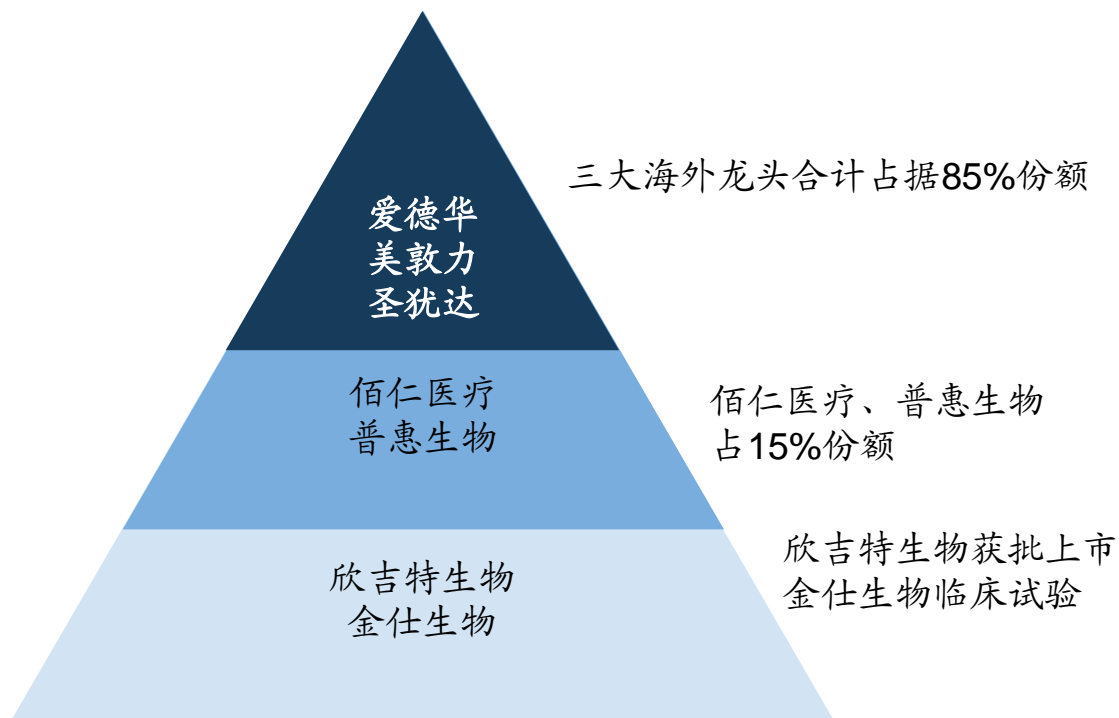 爱德华
美敦力
圣犹达
三大海外龙头合计占据85%份额
佰仁医疗
普惠生物
佰仁医疗、普惠生物
占15%份额
欣吉特生物
金仕生物
欣吉特生物获批上市
金仕生物临床试验